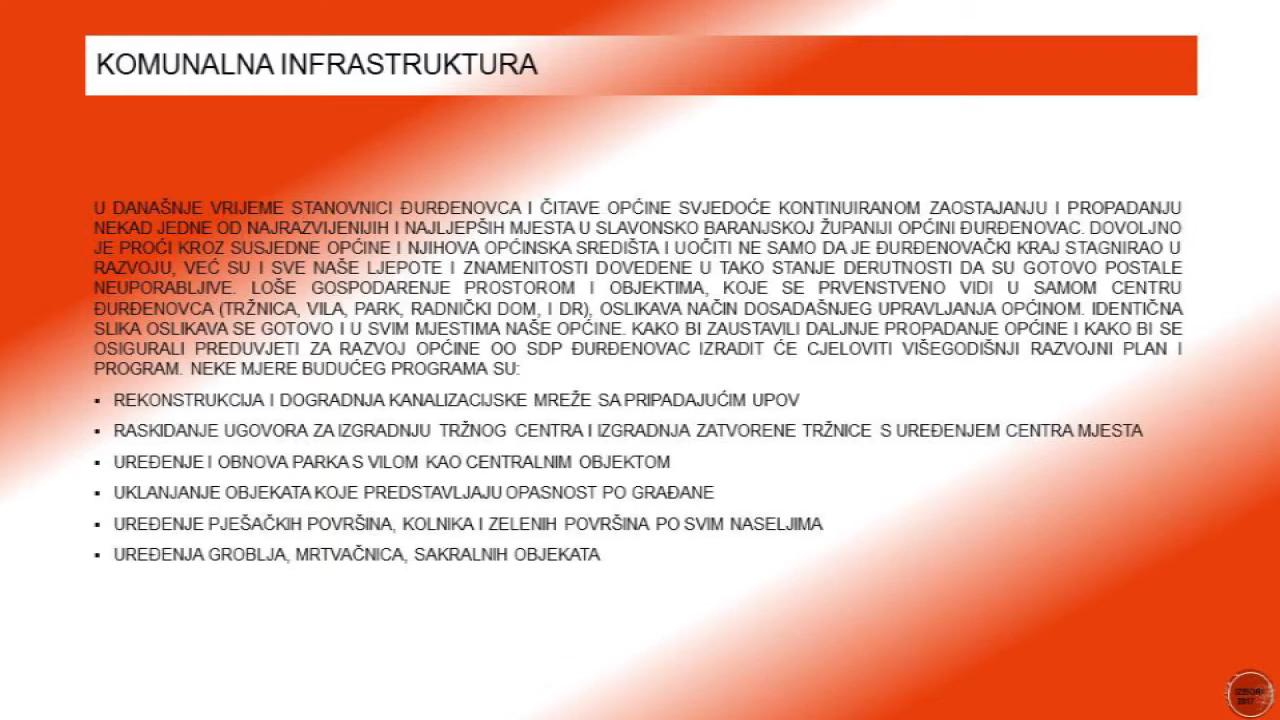 KOMUNALNA INFRASTRUKTURA
U DANAŠNJE VRIJEME STANOVNICI ĐURĐENOVCA I ČITAVE OPĆINE SVJEDOČE KONTINUIRANOM ZAOSTAJANJU I PROPADANJU
NEKAD JEDNE OD NAJRAZVIJENIJIH I NAJLJEPŠIH MJESTA U SLAVONSKO BARANJSKOJ ŽUPANIJI OPĆINI ĐURĐENOVAC. DOVOLJNO
JE PROĆI KROZ SUSJEDNE OPĆINE I NJIHOVA OPĆINSKA SREDIŠTA I UOČITI NE SAMO DA JE ĐURĐENOVAČKI KRAJ STAGNIRAO U
RAZVOJU, VEĆ SU I SVE NAŠE LJEPOTE I ZNAMENITOSTI DOVEDENE U TAKO STANJE DERUTNOSTI DA SU GOTOVO POSTALE
NEUPORABLJIVE. LOŠE GOSPODARENJE PROSTOROM I OBJEKTIMA, KOJE SE PRVENSTVENO VIDI U SAMOM CENTRU
ĐURĐENOVCA (TRŽNICA, VILA, PARK, RADNIČKI DOM, I DR), OSLIKAVA NAČIN DOSADAŠNJEG UPRAVLJANJA OPĆINOM. IDENTIČNA
SLIKA OSLIKAVA SE GOTOVO I U SVIM MJESTIMA NAŠE OPĆINE. KAKO BI ZAUSTAVILI DALJNJE PROPADANJE OPĆINE I KAKO BI SE
OSIGURALI PREDUVJETI ZA RAZVOJ OPĆINE OO SDP ĐURĐENOVAC IZRADIT ĆE CJELOVITI VIŠEGODIŠNJI RAZVOJNI PLAN I
PROGRAM. NEKE MJERE BUDUĆEG PROGRAMA SU:
▪ REKONSTRUKCIJA I DOGRADNJA KANALIZACIJSKE MREŽE SA PRIPADAJUĆIM UPOV
▪ RASKIDANJE UGOVORA ZA IZGRADNJU TRŽNOG CENTRA I IZGRADNJA ZATVORENE TRŽNICE S UREĐENJEM CENTRA MJESTA
▪ UREĐENJE I OBNOVA PARKA S VILOM KAO CENTRALNIM OBJEKTOM
▪ UKLANJANJE OBJEKATA KOJE PREDSTAVLJAJU OPASNOST PO GRAĐANE
▪ UREĐENJE PJEŠAČKIH POVRŠINA, KOLNIKA I ZELENIH POVRŠINA PO SVIM NASELJIMA
▪ UREĐENJA GROBLJA, MRTVAČNICA, SAKRALNIH OBJEKATA
IZBORI
2017